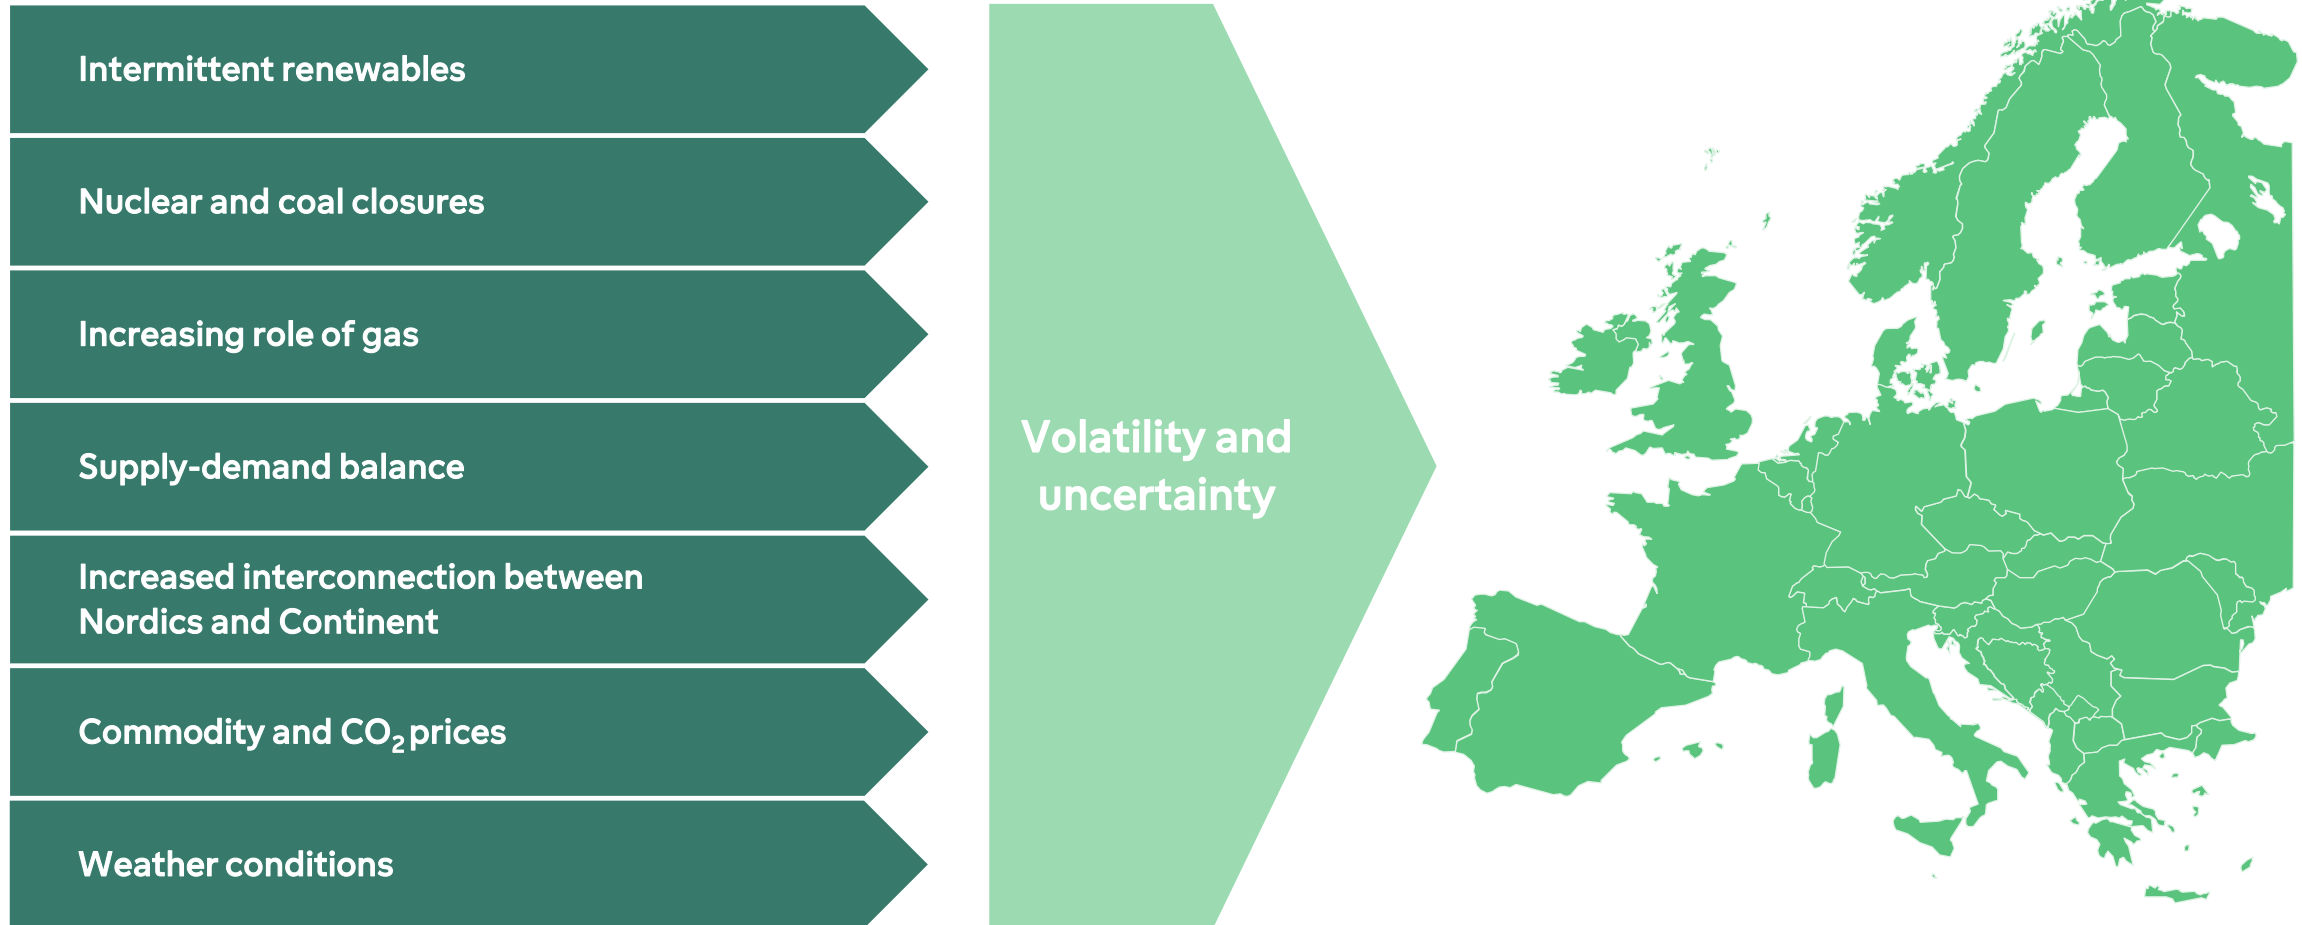 Intermittent renewables
Nuclear and coal closures
Increasing role of gas
Supply-demand balance
Increased interconnection between
Nordics and Continent
Commodity and CO₂ prices
Weather conditions
Volatility and
uncertainty